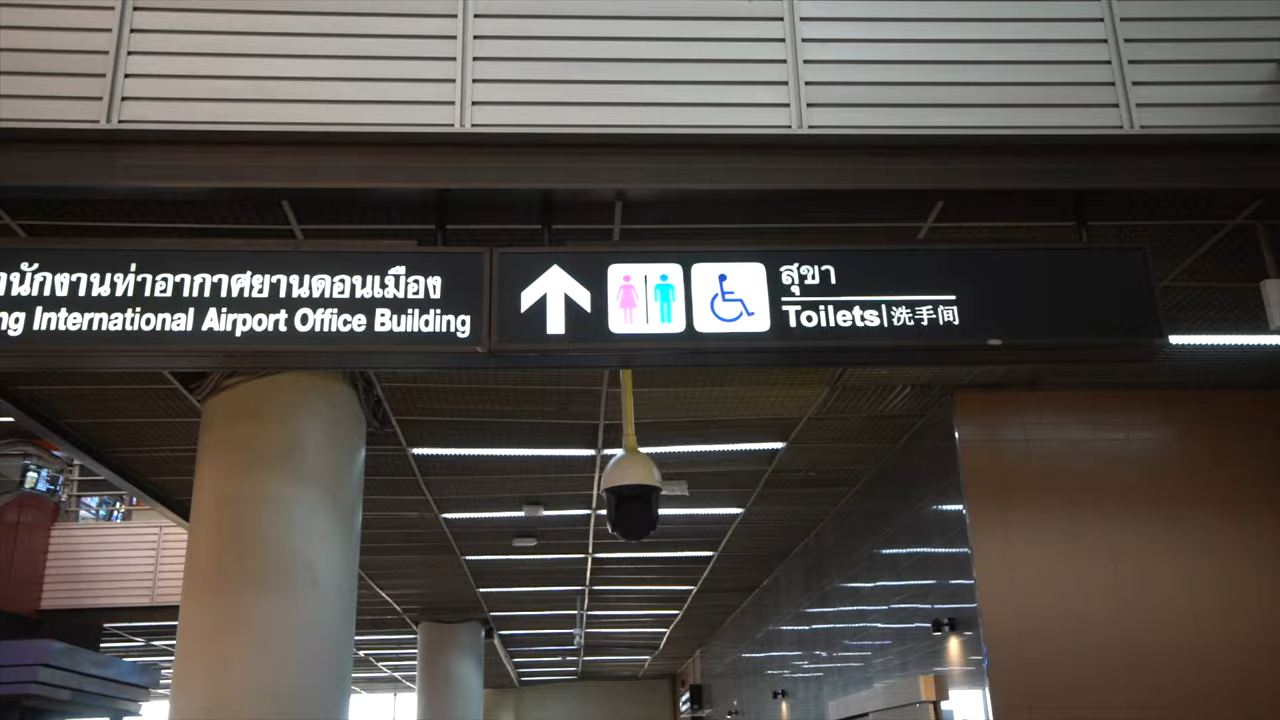 นักงานท่าอากาศยานดอนเมือง
ng International Airport Office Building
สุขา
Toilets|洗手间